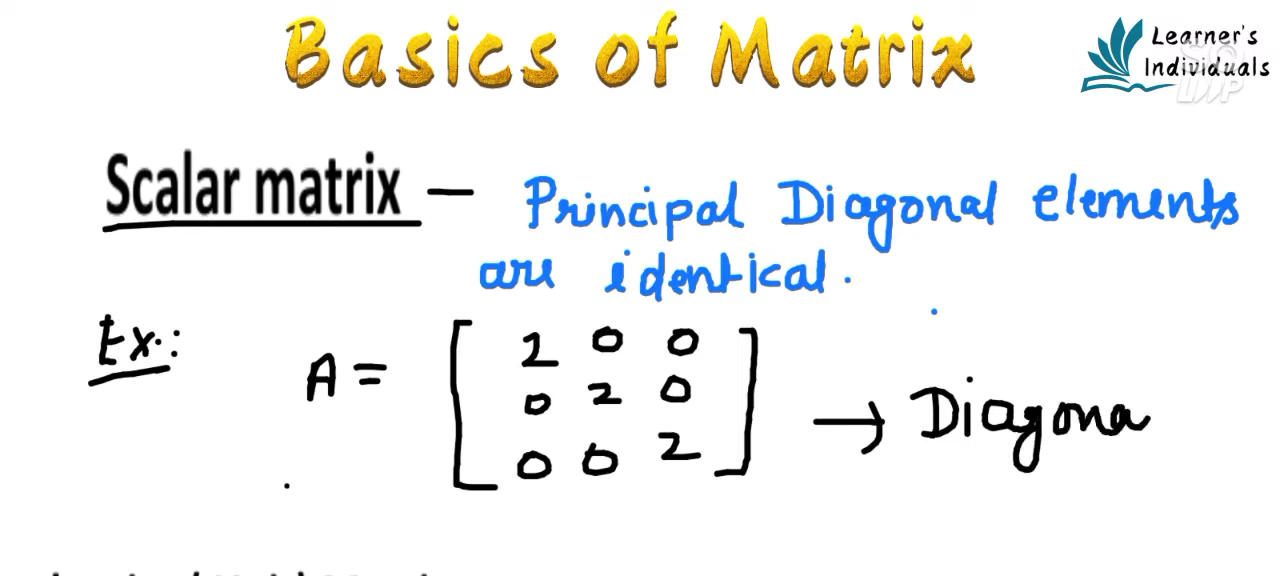 Basics of Matrix
Learner's
Individuals
Scalar matrix — Principal Diagonal elements
are identical.
Ex.:
A = [ 2 0 0
0 2 0
0 0 2 ] → Diagona